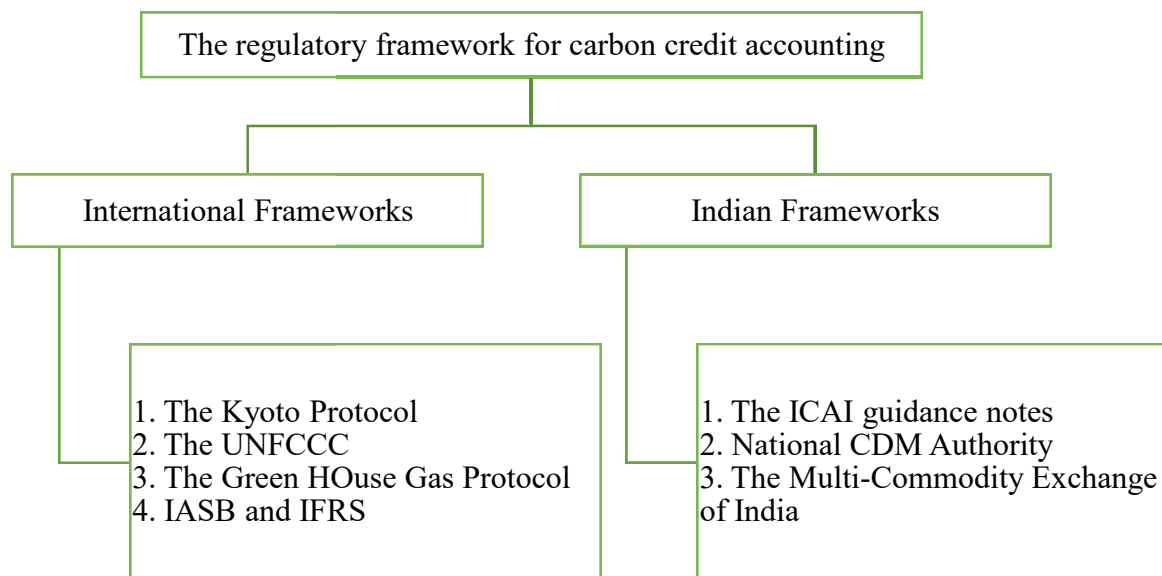 The regulatory framework for carbon credit accounting
International Frameworks
Indian Frameworks
1. The Kyoto Protocol
2. The UNFCCC
3. The Green HOuse Gas Protocol
4. IASB and IFRS
1. The ICAI guidance notes
2. National CDM Authority
3. The Multi-Commodity Exchange
of India